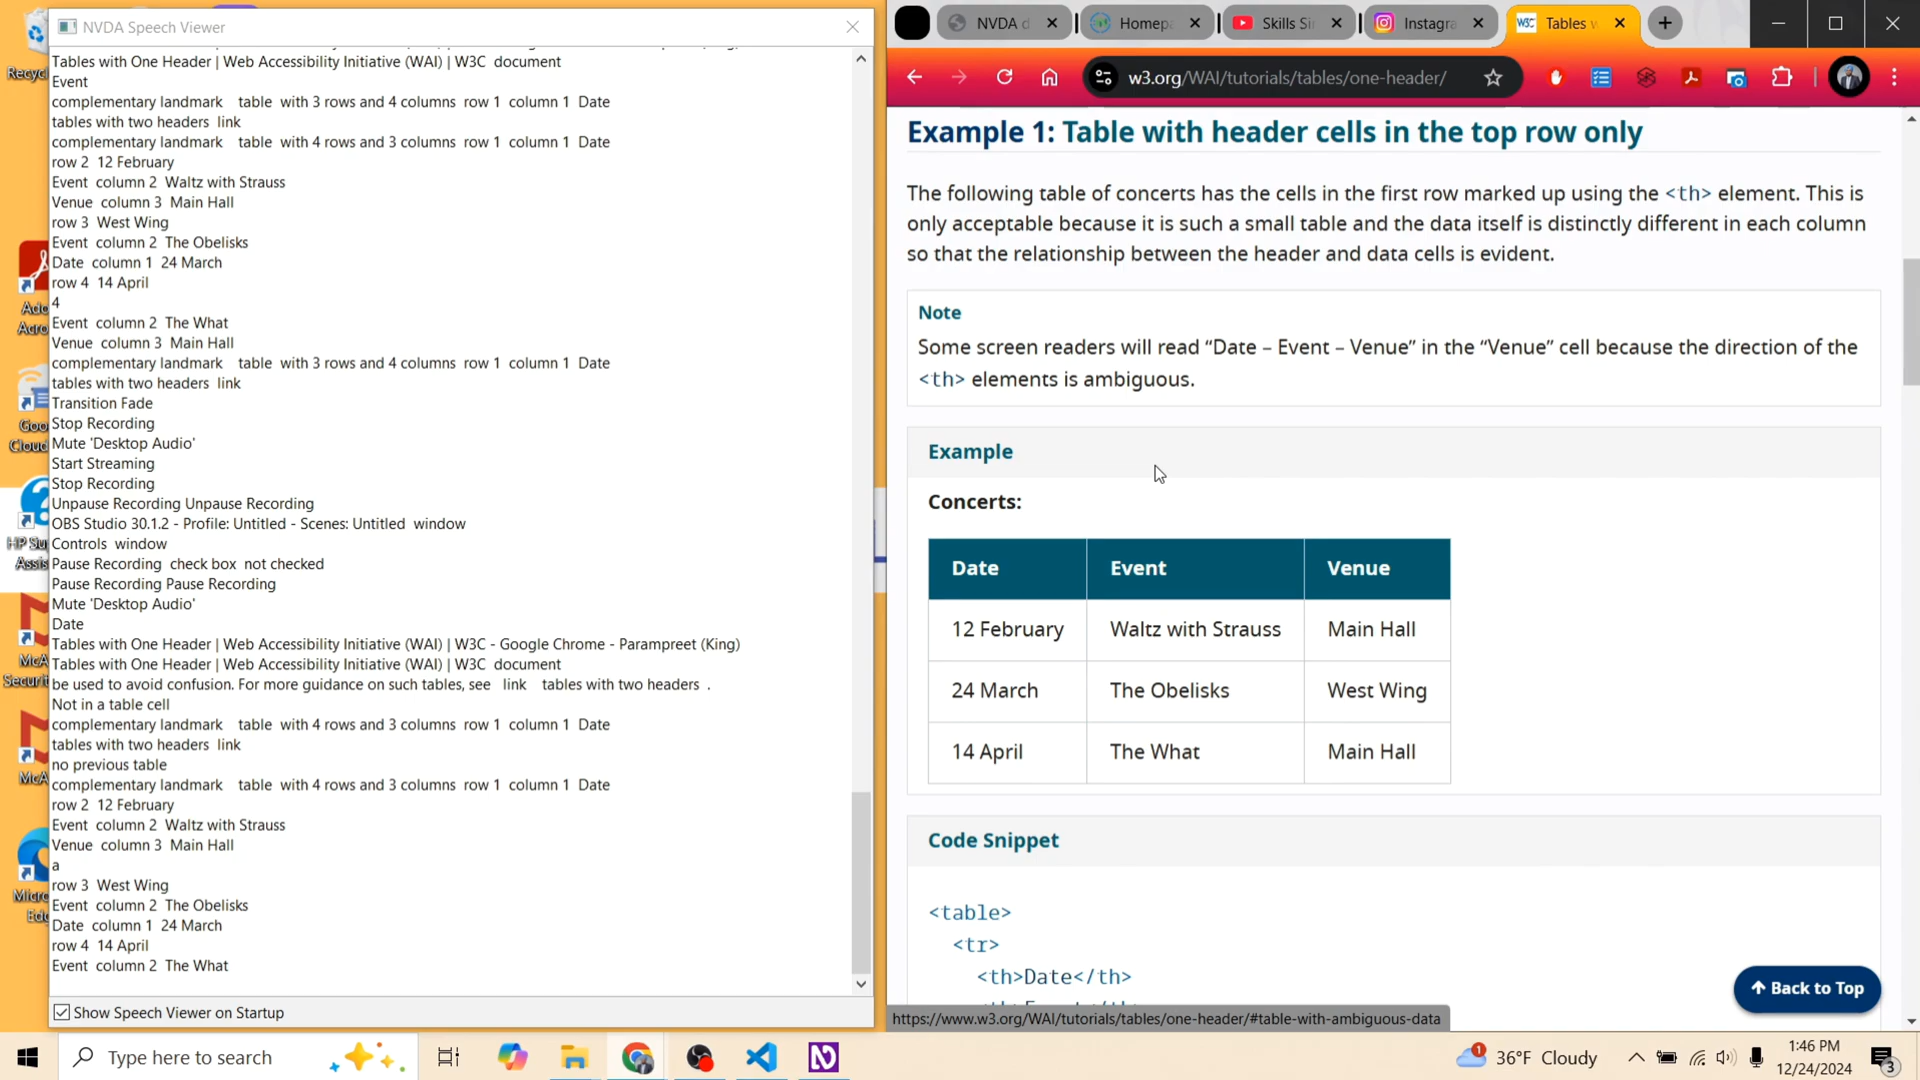 NVDA Speech Viewer
Tables with One Header | Web Accessibility Initiative (WAI) | W3C  document
Event
complementary landmark    table  with 3 rows and 4 columns  row 1  column 1  Date
tables with two headers  link
complementary landmark    table  with 4 rows and 3 columns  row 1  column 1  Date
row 2  12 February
Event  column 2  Waltz with Strauss
Venue  column 3  Main Hall
row 3  West Wing
Event  column 2  The Obelisks
Date  column 1  24 March
row 4  14 April
4
Event  column 2  The What
Venue  column 3  Main Hall
complementary landmark    table  with 3 rows and 4 columns  row 1  column 1  Date
tables with two headers  link
Transition Fade
Stop Recording
Mute 'Desktop Audio'
Start Streaming
Stop Recording
Unpause Recording Unpause Recording
OBS Studio 30.1.2 - Profile: Untitled - Scenes: Untitled  window
Controls  window
Pause Recording  check box  not checked
Pause Recording Pause Recording
Mute 'Desktop Audio'
Date
Tables with One Header | Web Accessibility Initiative (WAI) | W3C - Google Chrome - Parampreet (King)
Tables with One Header | Web Accessibility Initiative (WAI) | W3C  document
be used to avoid confusion. For more guidance on such tables, see   link    tables with two headers  .
Not in a table cell
complementary landmark    table  with 4 rows and 3 columns  row 1  column 1  Date
tables with two headers  link
no previous table
complementary landmark    table  with 4 rows and 3 columns  row 1  column 1  Date
row 2  12 February
Event  column 2  Waltz with Strauss
Venue  column 3  Main Hall
a
row 3  West Wing
Event  column 2  The Obelisks
Date  column 1  24 March
row 4  14 April
Event  column 2  The What
Show Speech Viewer on Startup
NVDA d
Homepa
Skills Si
Instagra
W3C Tables w
w3.org/WAI/tutorials/tables/one-header/
Example 1: Table with header cells in the top row only
The following table of concerts has the cells in the first row marked up using the <th> element. This is
only acceptable because it is such a small table and the data itself is distinctly different in each column
so that the relationship between the header and data cells is evident.
Note
Some screen readers will read “Date – Event – Venue” in the “Venue” cell because the direction of the
<th> elements is ambiguous.
Example
Concerts:
Date Event Venue
12 February Waltz with Strauss Main Hall
24 March The Obelisks West Wing
14 April The What Main Hall
Code Snippet
<table>
<tr>
<th>Date</th>
Back to Top
https://www.w3.org/WAI/tutorials/tables/one-header/#table-with-ambiguous-data
Type here to search
1
36°F Cloudy
1:46 PM
12/24/2024
3